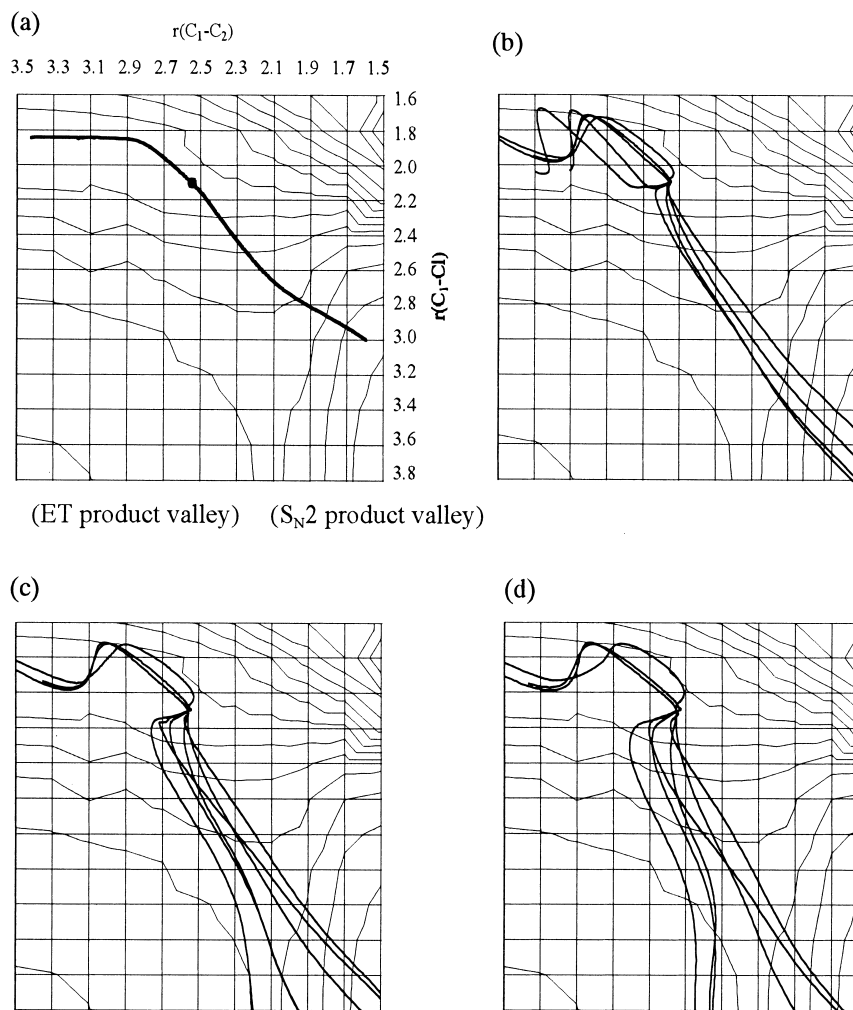 (a)
r(C₁-C₂)
3.5 3.3 3.1 2.9 2.7 2.5 2.3 2.1 1.9 1.7 1.5
1.6
1.8
2.0
2.2
2.4
2.6
2.8
3.0
3.2
3.4
3.6
3.8
r(C₁-Cl)
(b)
(ET product valley) (S_N2 product valley)
(c)
(d)